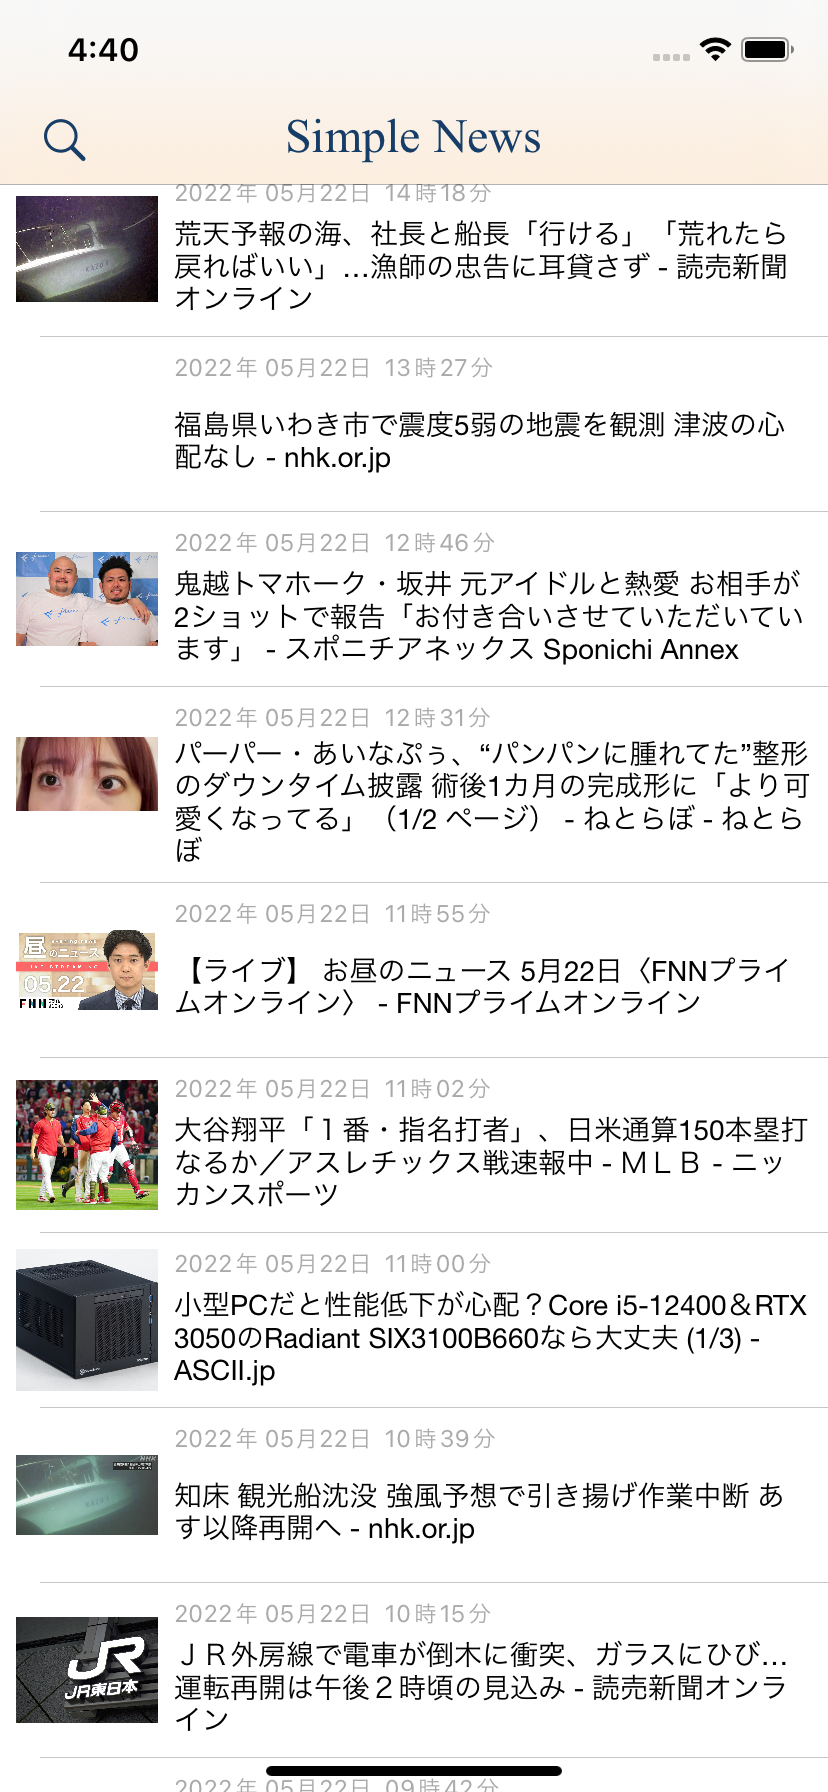 4:40
Simple News
2022年 05月22日 14時18分
荒天予報の海、社長と船長「行ける」「荒れたら
戻ればいい」…漁師の忠告に耳貸さず - 読売新聞
オンライン
2022年 05月22日 13時27分
福島県いわき市で震度5弱の地震を観測 津波の心
配なし - nhk.or.jp
2022年 05月22日 12時46分
鬼越トマホーク・坂井 元アイドルと熱愛 お相手が
2ショットで報告「お付き合いさせていただいてい
ます」 - スポニチアネックス Sponichi Annex
2022年 05月22日 12時31分
パーパー・あいなぷぅ、“パンパンに腫れてた”整形
のダウンタイム披露 術後1カ月の完成形に「より可
愛くなってる」（1/2 ページ） - ねとらぼ - ねとら
ぼ
2022年 05月22日 11時55分
昼
のニュース
LIVE STREAMING
05.22
FNN
【ライブ】 お昼のニュース 5月22日〈FNNプライ
ムオンライン〉 - FNNプライムオンライン
2022年 05月22日 11時02分
大谷翔平「１番・指名打者」、日米通算150本塁打
なるか／アスレチックス戦速報中 - ＭＬＢ - ニッ
カンスポーツ
2022年 05月22日 11時00分
小型PCだと性能低下が心配？Core i5-12400＆RTX
3050のRadiant SIX3100B660なら大丈夫 (1/3) -
ASCII.jp
2022年 05月22日 10時39分
NHK
知床 観光船沈没 強風予想で引き揚げ作業中断 あ
す以降再開へ - nhk.or.jp
2022年 05月22日 10時15分
JR
JR東日本
ＪＲ外房線で電車が倒木に衝突、ガラスにひび…
運転再開は午後２時頃の見込み - 読売新聞オンラ
イン
2022年 05月22日 09時42分